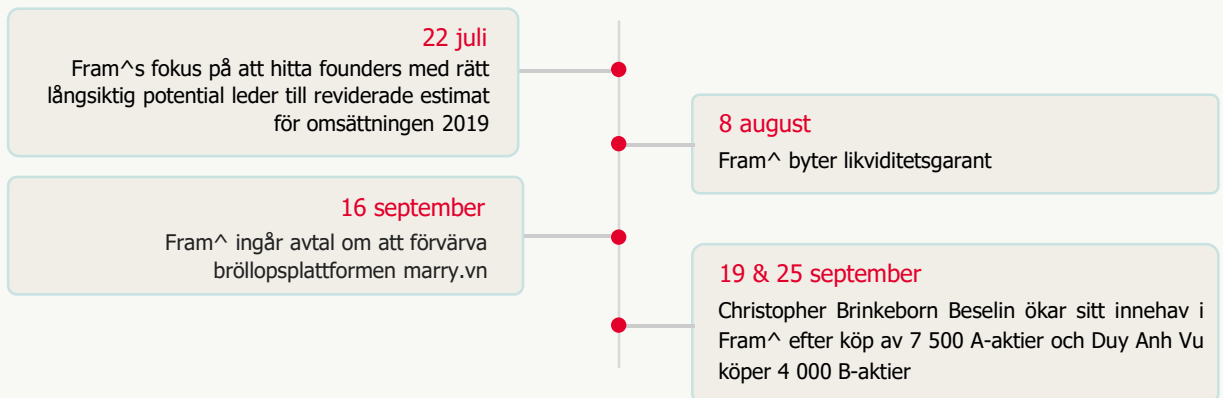 22 juli
Fram^s fokus på att hitta founders med rätt
långsiktig potential leder till reviderade estimat
för omsättningen 2019
8 august
Fram^ byter likviditetsgarant
16 september
Fram^ ingår avtal om att förvärva
bröllopsplattformen marry.vn
19 & 25 september
Christopher Brinkeborn Beselin ökar sitt innehav i
Fram^ efter köp av 7 500 A-aktier och Duy Anh Vu
köper 4 000 B-aktier